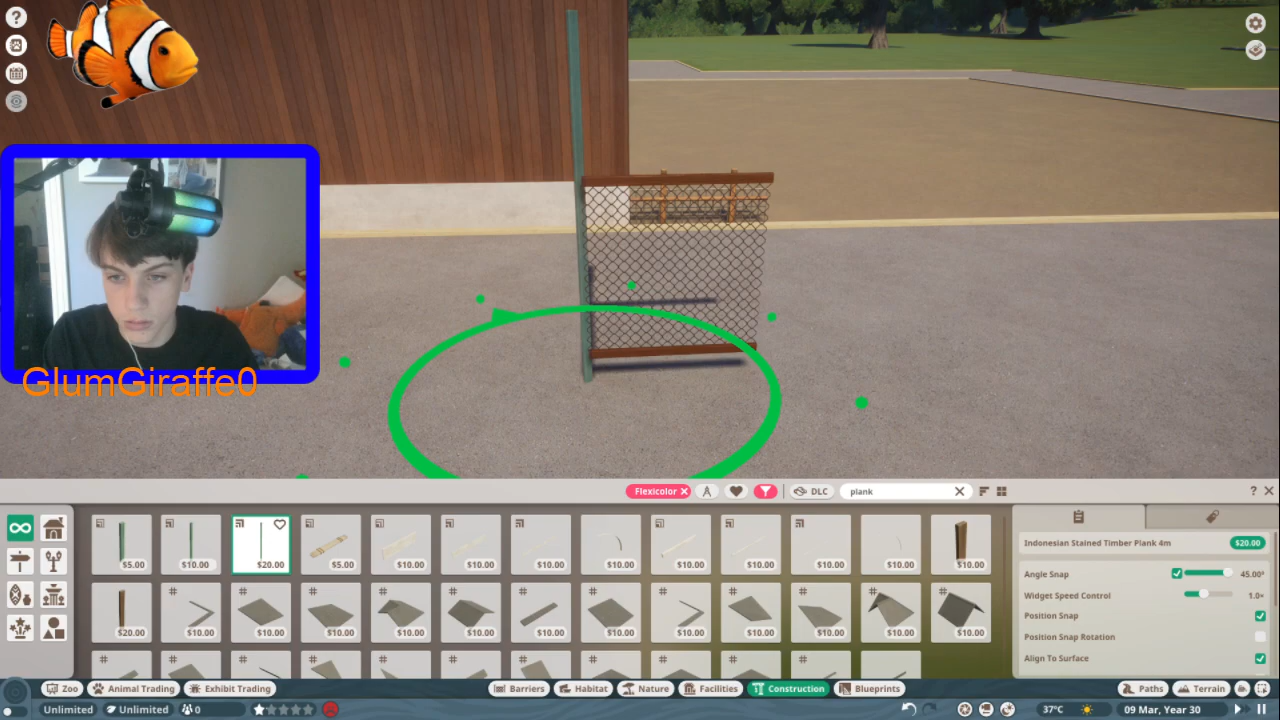 ?
GlumGiraffe0
Flexicolor ✕
DLC
plank
?
$5.00
$10.00
$20.00
$5.00
$10.00
$10.00
$10.00
$10.00
$10.00
$10.00
$10.00
$10.00
$10.00
$20.00
$10.00
$10.00
$10.00
$10.00
$10.00
$10.00
$10.00
$10.00
$10.00
$10.00
$10.00
$10.00
Indonesian Stained Timber Plank 4m $20.00
Angle Snap 45.00°
Widget Speed Control 1.0×
Position Snap
Position Snap Rotation
Align To Surface
Zoo Animal Trading Exhibit Trading Barriers Habitat Nature Facilities Construction Blueprints Paths Terrain
Unlimited Unlimited 0 37°C 09 Mar, Year 30